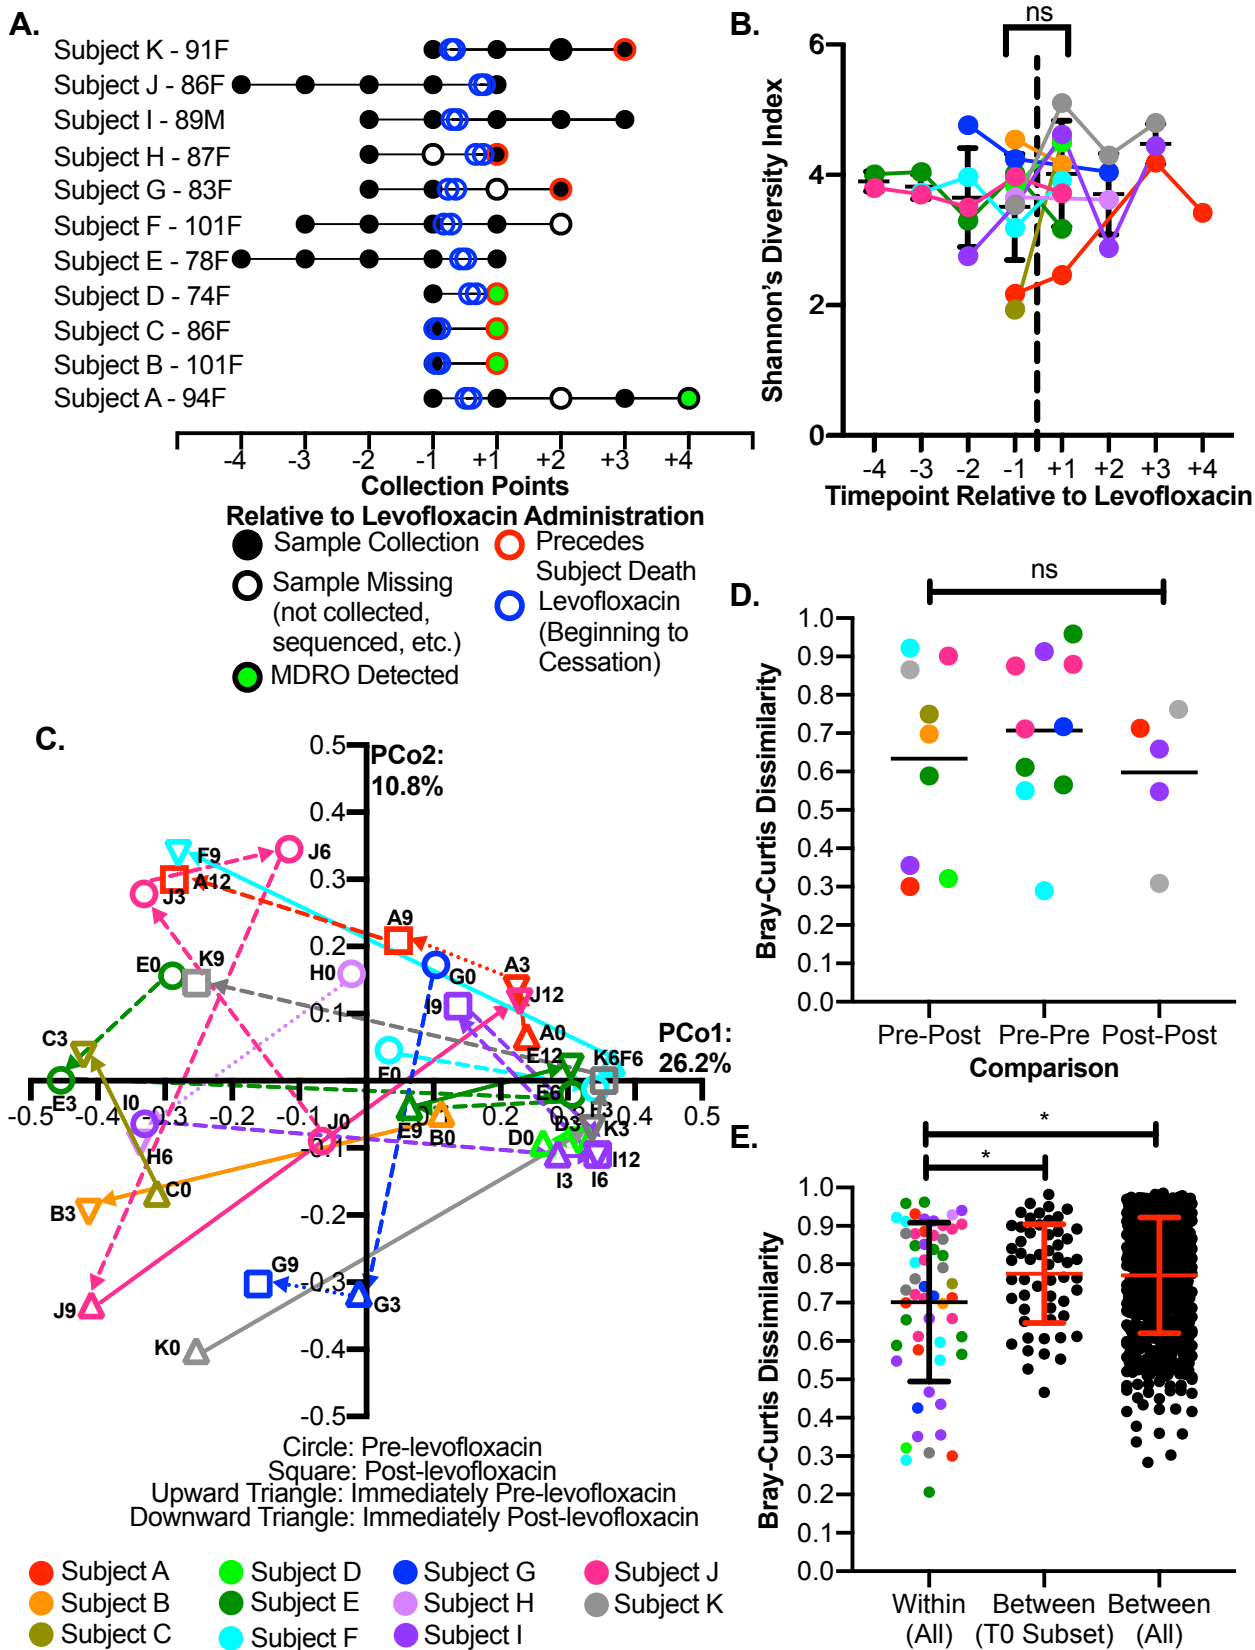 A.
Subject K - 91F
Subject J - 86F
Subject I - 89M
Subject H - 87F
Subject G - 83F
Subject F - 101F
Subject E - 78F
Subject D - 74F
Subject C - 86F
Subject B - 101F
Subject A - 94F
-4 -3 -2 -1 +1 +2 +3 +4
Collection Points
Relative to Levofloxacin Administration
Sample Collection
Sample Missing
(not collected,
sequenced, etc.)
MDRO Detected
Precedes
Subject Death
Levofloxacin
(Beginning to
Cessation)
B.
ns
Shannon's Diversity Index
6
4
2
0
-4 -3 -2 -1 +1 +2 +3 +4
Timepoint Relative to Levofloxacin
C.
PCo2:
10.8%
PCo1:
26.2%
0.5
0.4
0.3
0.2
0.1
-0.1
-0.2
-0.3
-0.4
-0.5
-0.5 -0.4 -0.3 -0.2 -0.1 0.1 0.2 0.3 0.4 0.5
F9
A12
J6
J3
A9
E0
K9
H0
G0
A3
I9
J12
A0
C3
F0
E12
K6
F6
E3
I0
J0
E9
B0
E6
D0
D3
K3
H6
C0
I3
I6
I12
B3
G9
G3
J9
K0
Circle: Pre-levofloxacin
Square: Post-levofloxacin
Upward Triangle: Immediately Pre-levofloxacin
Downward Triangle: Immediately Post-levofloxacin
Subject A
Subject B
Subject C
Subject D
Subject E
Subject F
Subject G
Subject H
Subject I
Subject J
Subject K
D.
ns
Bray-Curtis Dissimilarity
1.0
0.9
0.8
0.7
0.6
0.5
0.4
0.3
0.2
0.1
0.0
Pre-Post Pre-Pre Post-Post
Comparison
E.
*
*
Bray-Curtis Dissimilarity
1.0
0.9
0.8
0.7
0.6
0.5
0.4
0.3
0.2
0.1
0.0
Within Between Between
(All) (T0 Subset) (All)